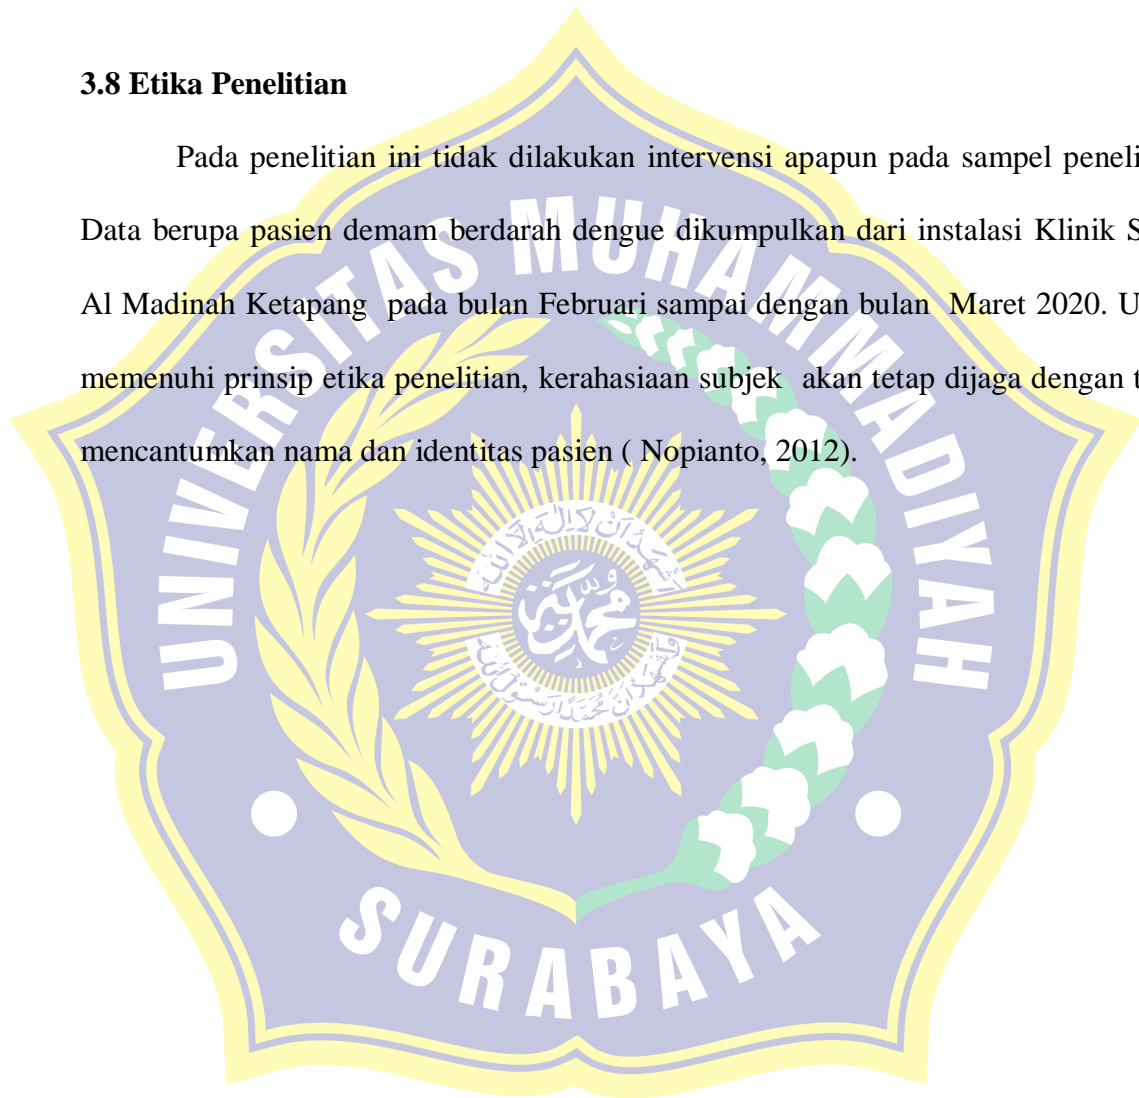 3.8 Etika Penelitian
Pada penelitian ini tidak dilakukan intervensi apapun pada sampel
Data berupa pasien demam berdarah dengue dikumpulkan dari instalasi Klinik
Al Madinah Ketapang pada bulan Februari sampai dengan bulan Maret 2020.
memenuhi prinsip etika penelitian, kerahasiaan subjek akan tetap dijaga dengan
mencantumkan nama dan identitas pasien ( Nopianto, 2012).
UNIVERSITAS MUHAMMADIYAH
SURABAYA